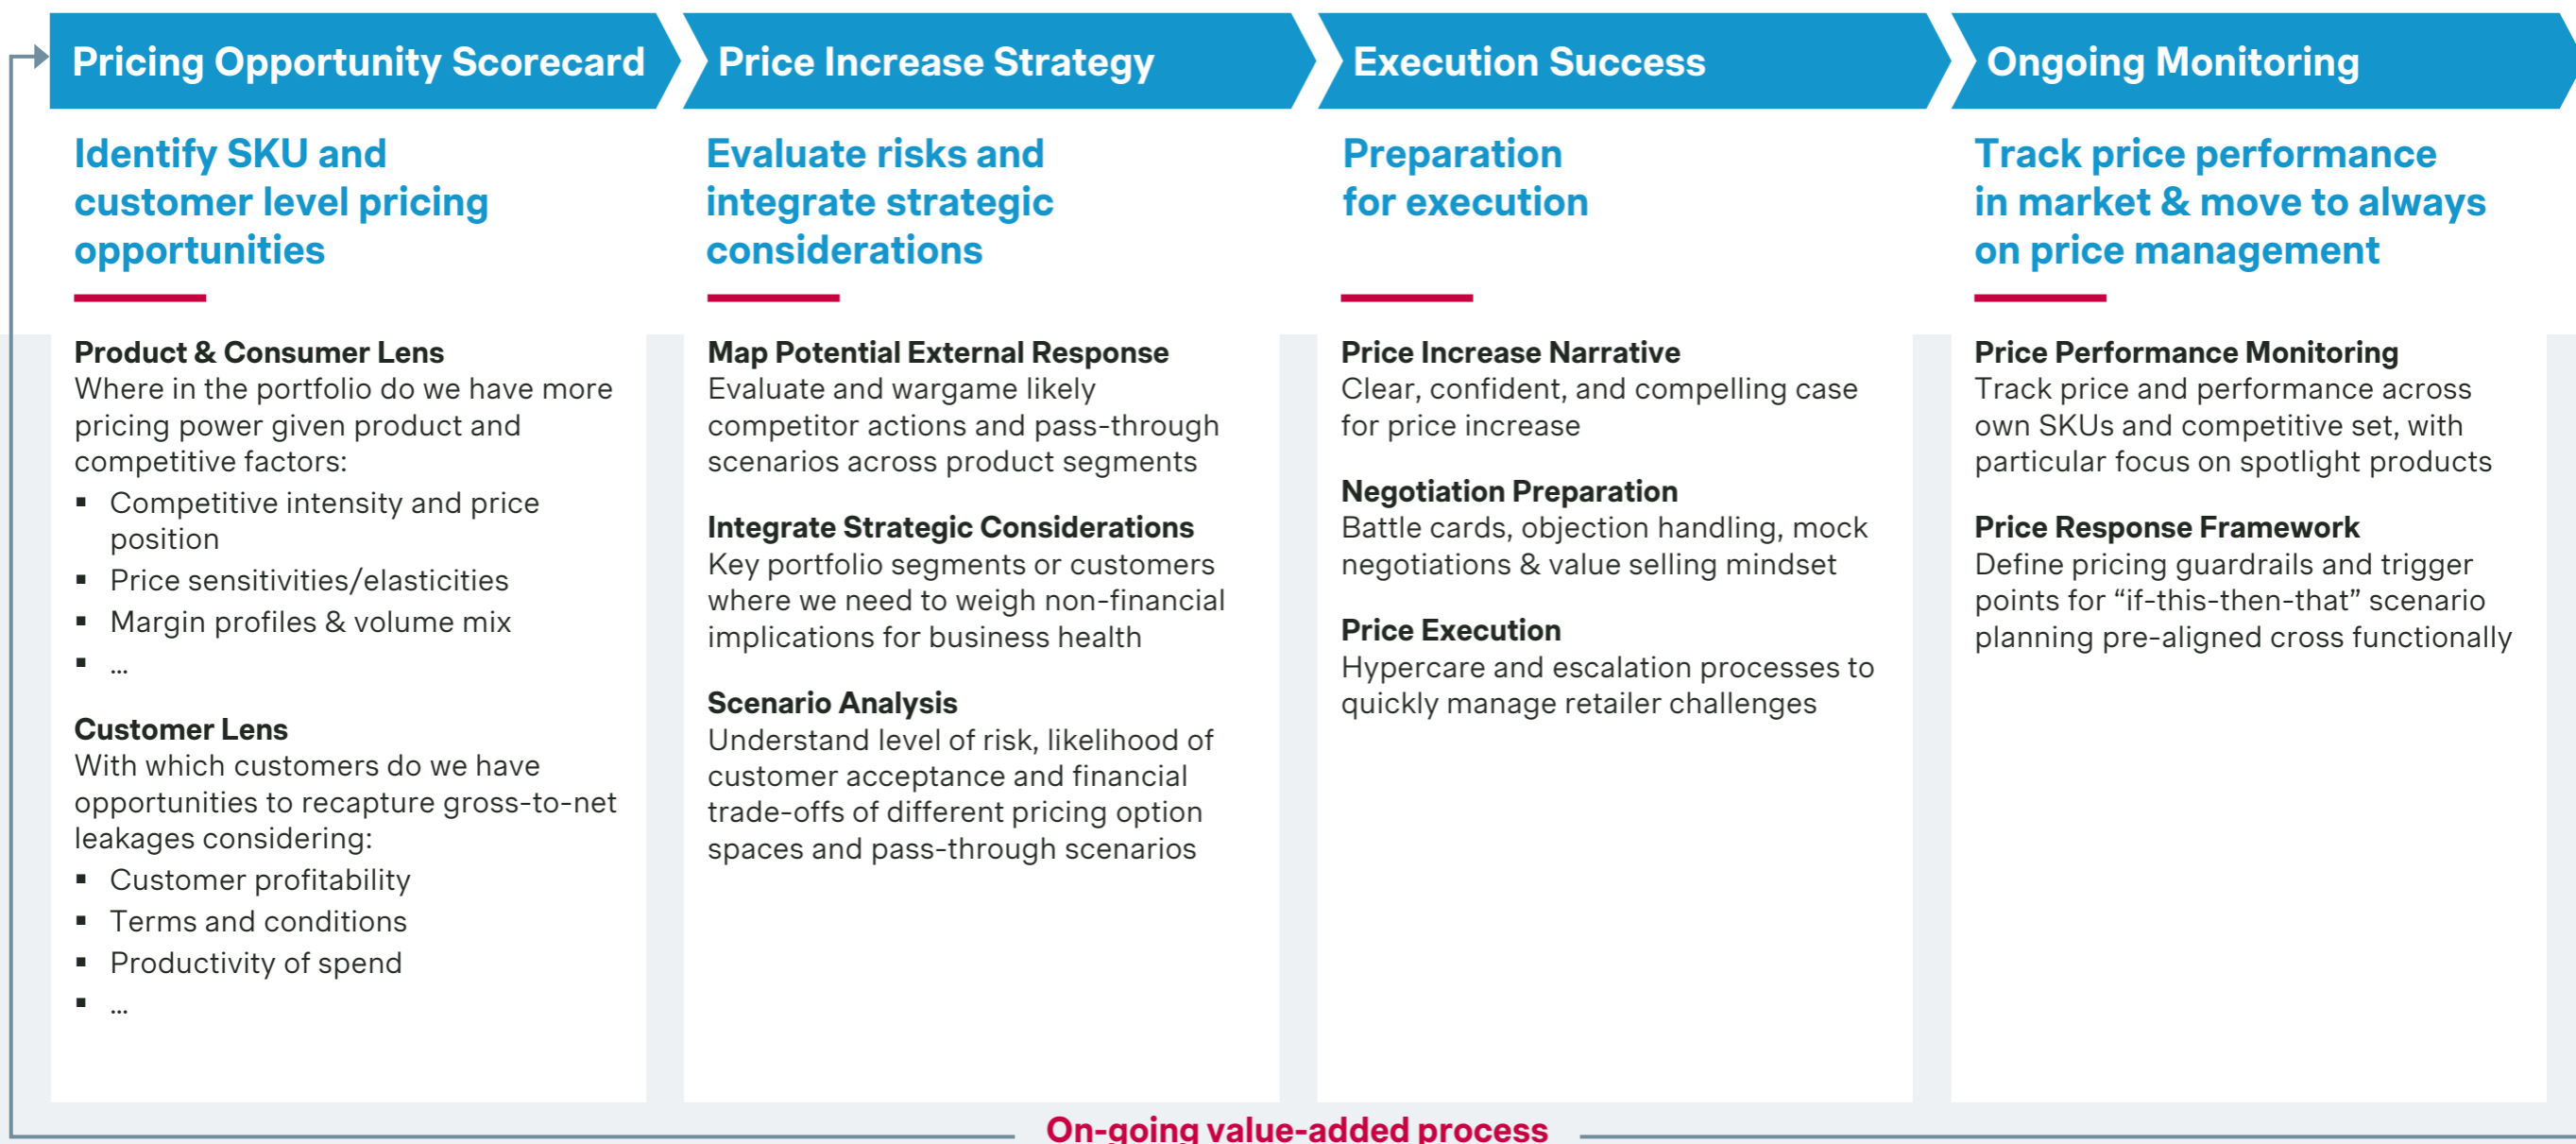 Pricing Opportunity Scorecard
Price Increase Strategy
Execution Success
Ongoing Monitoring
Identify SKU and
customer level pricing
opportunities
Product & Consumer Lens
Where in the portfolio do we have more
pricing power given product and
competitive factors:
▪ Competitive intensity and price
position
▪ Price sensitivities/elasticities
▪ Margin profiles & volume mix
▪ ...
Customer Lens
With which customers do we have
opportunities to recapture gross-to-net
leakages considering:
▪ Customer profitability
▪ Terms and conditions
▪ Productivity of spend
▪ ...
Evaluate risks and
integrate strategic
considerations
Map Potential External Response
Evaluate and wargame likely
competitor actions and pass-through
scenarios across product segments
Integrate Strategic Considerations
Key portfolio segments or customers
where we need to weigh non-financial
implications for business health
Scenario Analysis
Understand level of risk, likelihood of
customer acceptance and financial
trade-offs of different pricing option
spaces and pass-through scenarios
Preparation
for execution
Price Increase Narrative
Clear, confident, and compelling case
for price increase
Negotiation Preparation
Battle cards, objection handling, mock
negotiations & value selling mindset
Price Execution
Hypercare and escalation processes to
quickly manage retailer challenges
Track price performance
in market & move to always
on price management
Price Performance Monitoring
Track price and performance across
own SKUs and competitive set, with
particular focus on spotlight products
Price Response Framework
Define pricing guardrails and trigger
points for “if-this-then-that” scenario
planning pre-aligned cross functionally
On-going value-added process